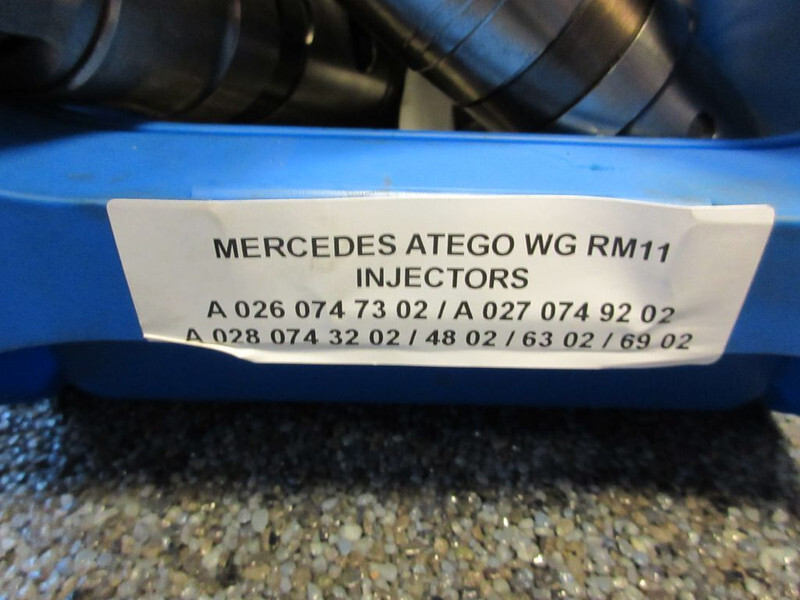 MERCEDES ATEGO WG RM11
INJECTORS
A 026 074 73 02 / A 027 074 92 02
A 028 074 32 02 / 48 02 / 63 02 / 69 02